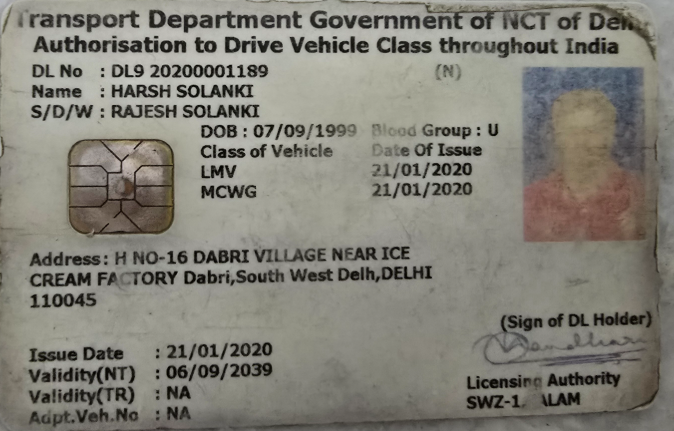 Transport Department Government of NCT of Delhi
Authorisation to Drive Vehicle Class throughout India
DL No : DL9 20200001189 (N)
Name : HARSH SOLANKI
S/D/W : RAJESH SOLANKI
DOB : 07/09/1999 Blood Group : U
Class of Vehicle Date Of Issue
LMV 21/01/2020
MCWG 21/01/2020
Address: H NO-16 DABRI VILLAGE NEAR ICE
CREAM FACTORY Dabri,South West Delh,DELHI
110045
(Sign of DL Holder)
Issue Date : 21/01/2020
Validity(NT) : 06/09/2039
Validity(TR) : NA
Adpt.Veh.No : NA
Licensing Authority
SWZ-1,